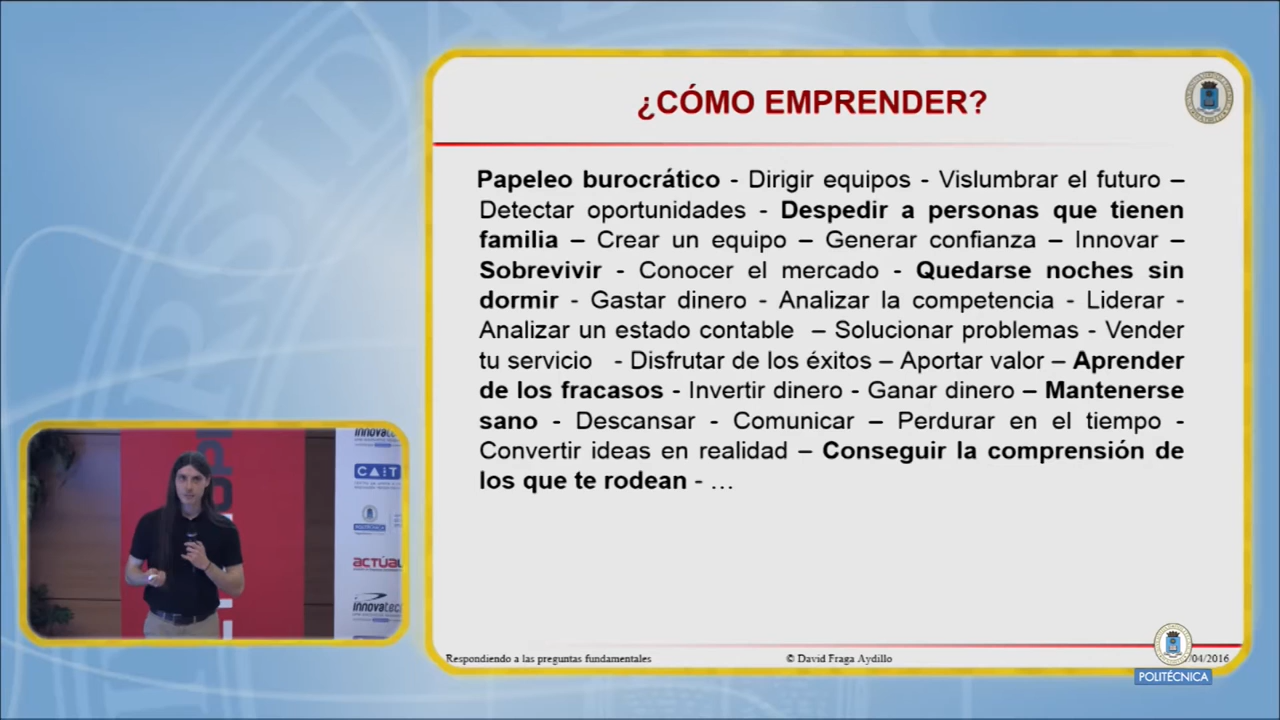 ¿CÓMO EMPRENDER?
Papeleo burocrático - Dirigir equipos - Vislumbrar el futuro –
Detectar oportunidades - Despedir a personas que tienen
familia – Crear un equipo – Generar confianza – Innovar –
Sobrevivir - Conocer el mercado - Quedarse noches sin
dormir - Gastar dinero - Analizar la competencia - Liderar -
Analizar un estado contable – Solucionar problemas - Vender
tu servicio - Disfrutar de los éxitos – Aportar valor – Aprender
de los fracasos - Invertir dinero - Ganar dinero – Mantenerse
sano - Descansar - Comunicar – Perdurar en el tiempo -
Convertir ideas en realidad – Conseguir la comprensión de
los que te rodean - …
innovatec
CAIT
POLITÉCNICA
ACTÚA
innovatec
Respondiendo a las preguntas fundamentales
© David Fraga Aydillo
/04/2016
POLITÉCNICA